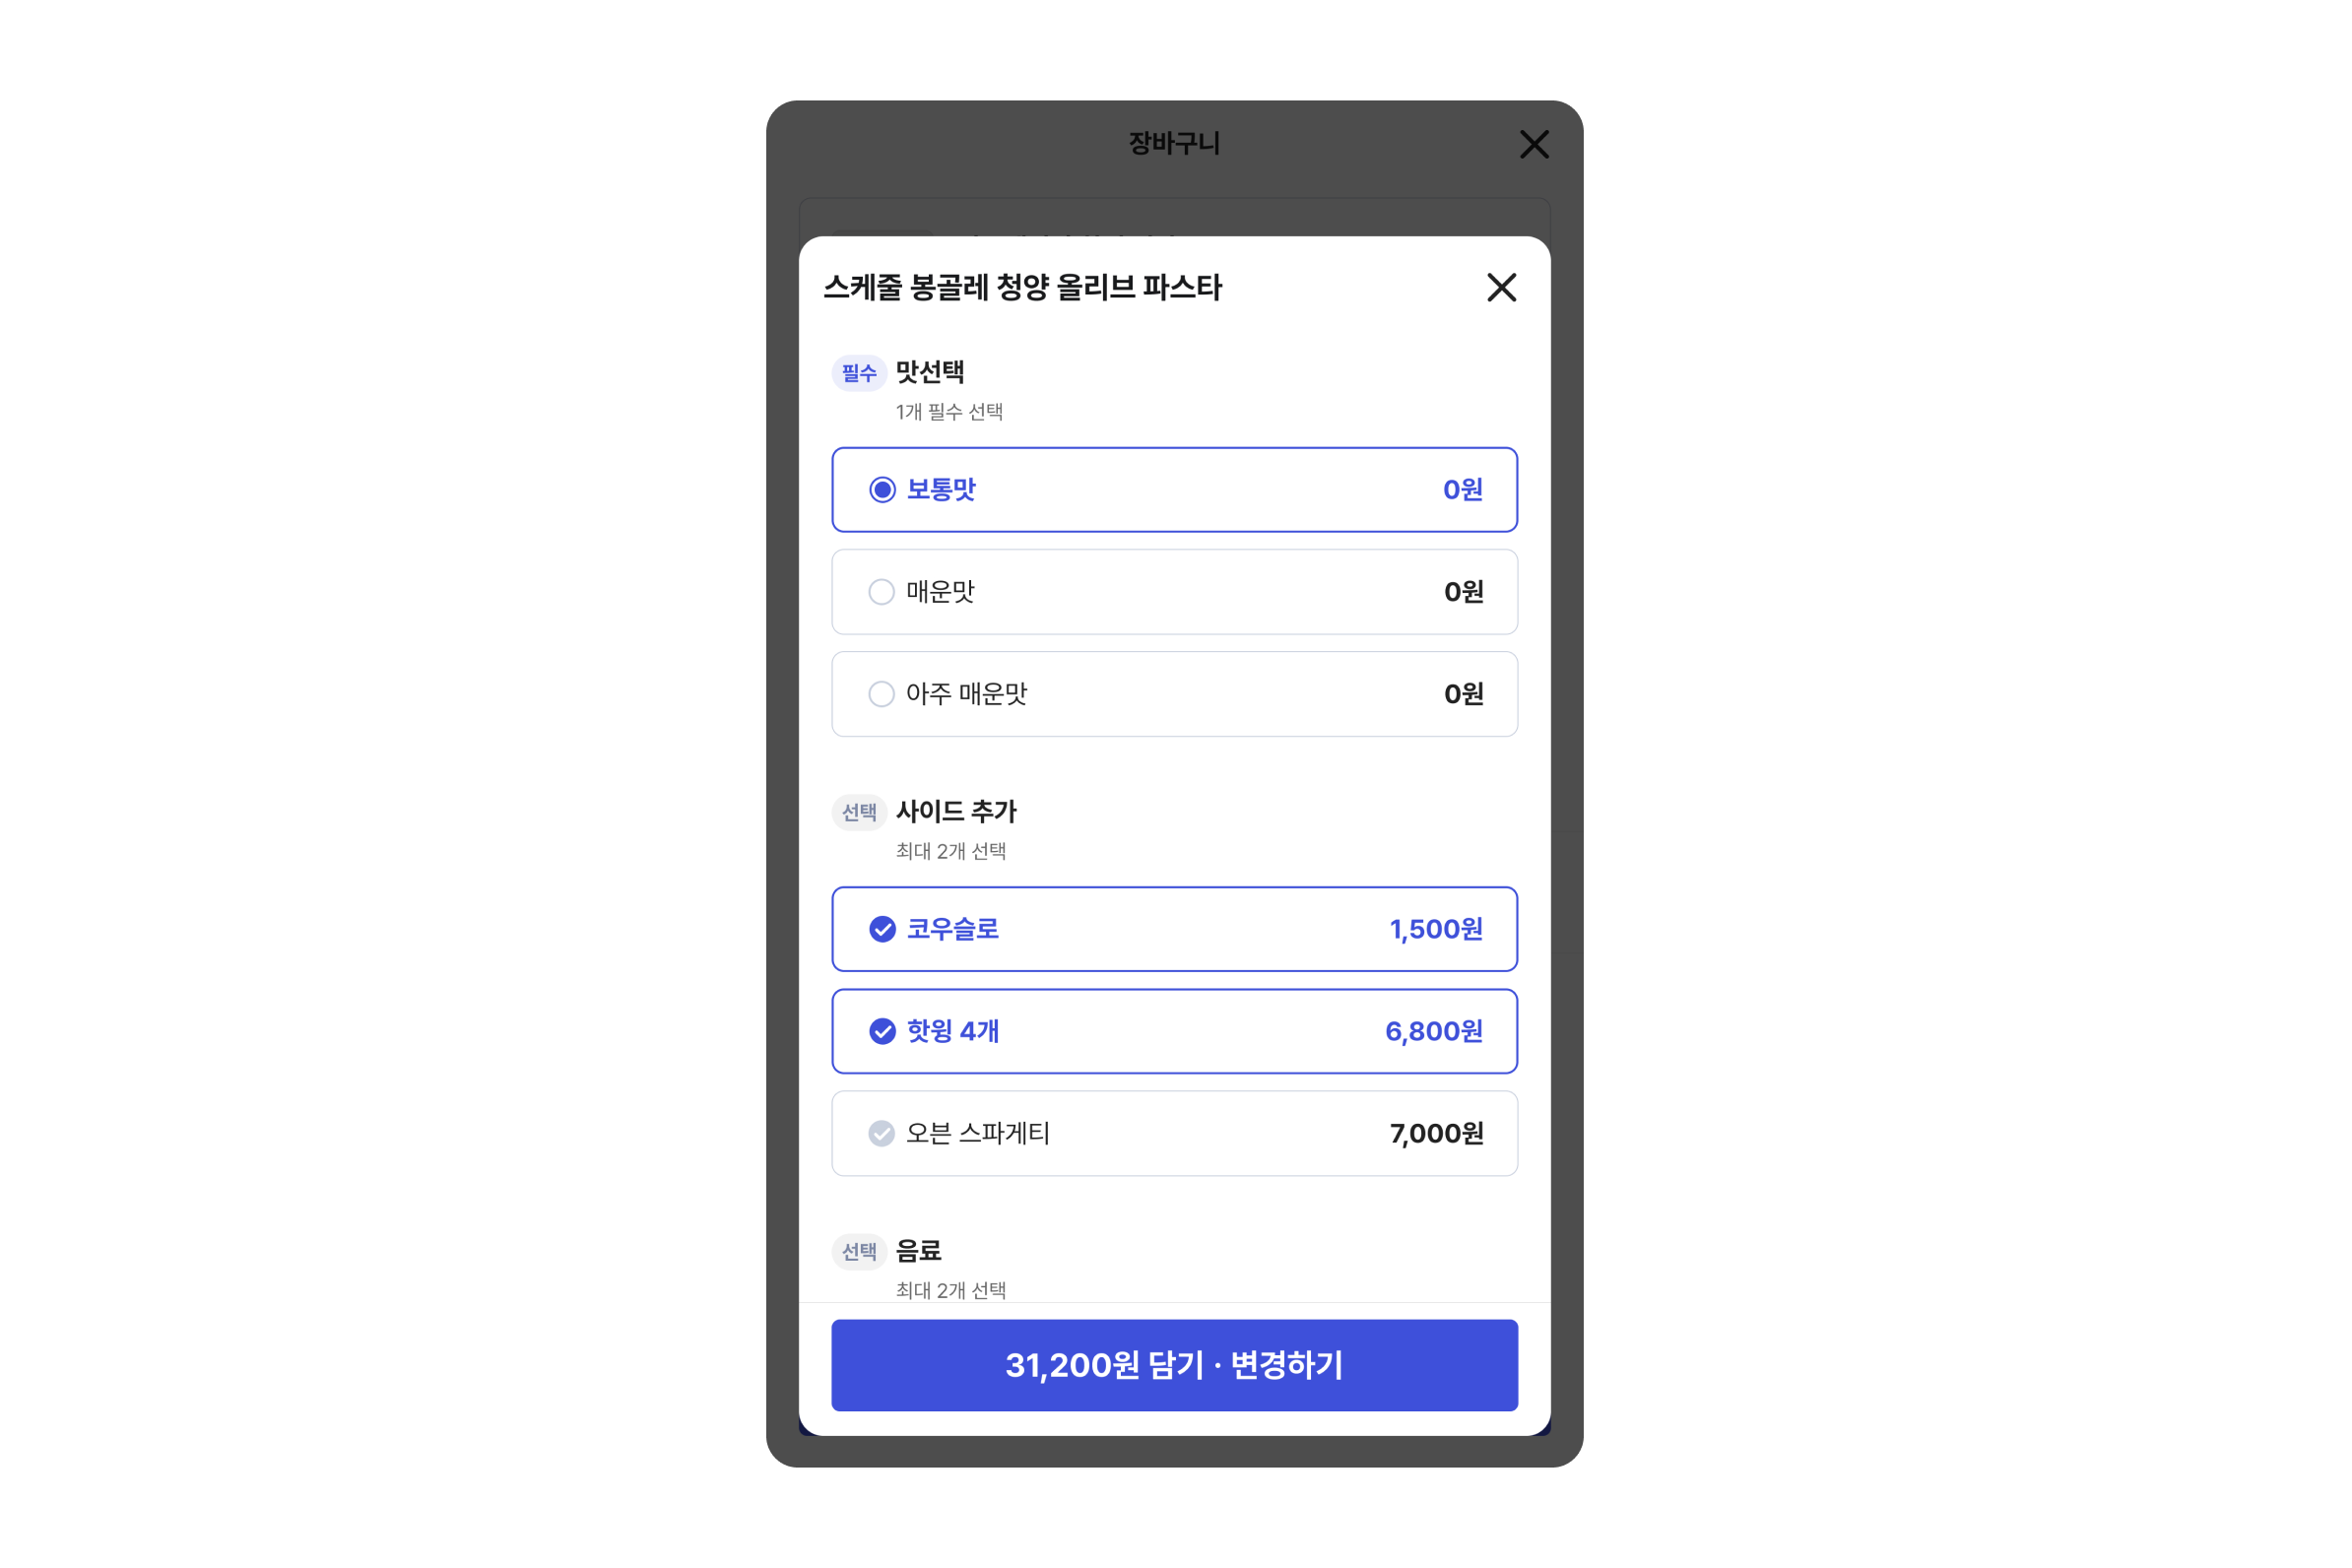 장바구니
스케쥴 봉골레 청양 올리브 파스타
필수 맛선택
1개 필수 선택
보통맛 0원
매운맛 0원
아주 매운맛 0원
선택 사이드 추가
최대 2개 선택
코우슬로 1,500원
핫윙 4개 6,800원
오븐 스파게티 7,000원
선택 음료
최대 2개 선택
31,200원 담기 · 변경하기